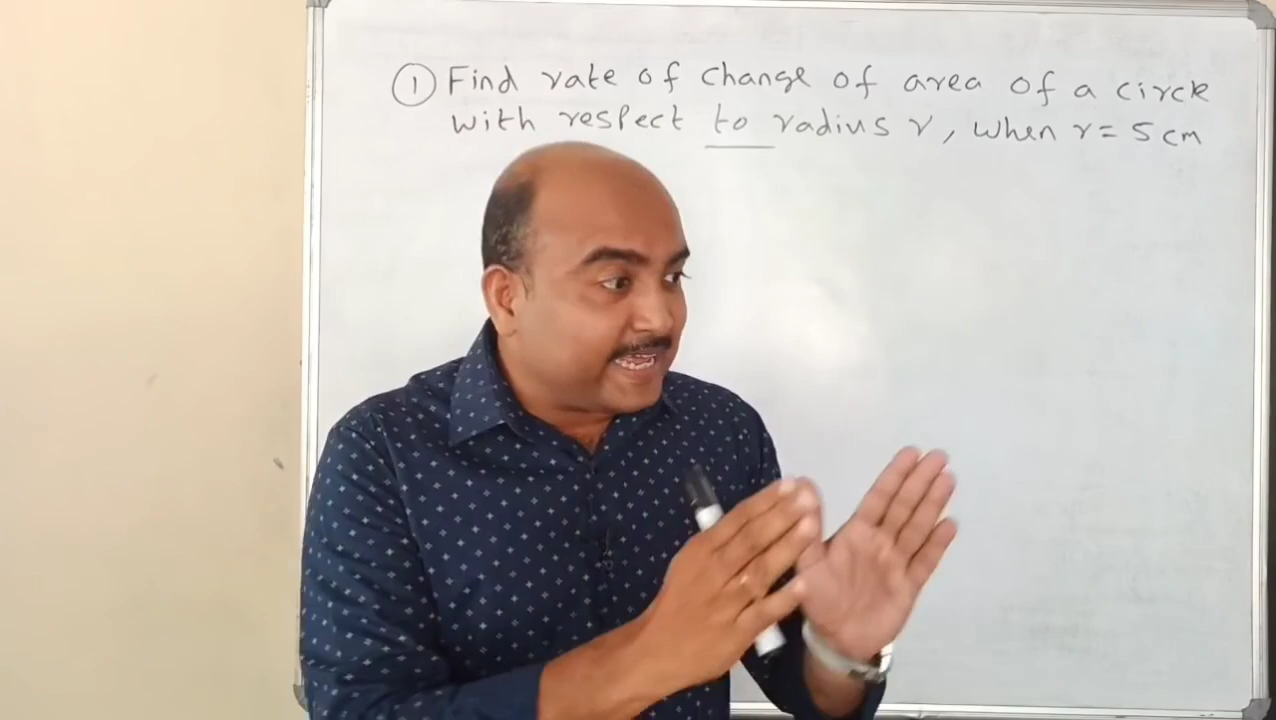 ① Find rate of change of area of a circle
with respect to radius r, when r = 5 cm